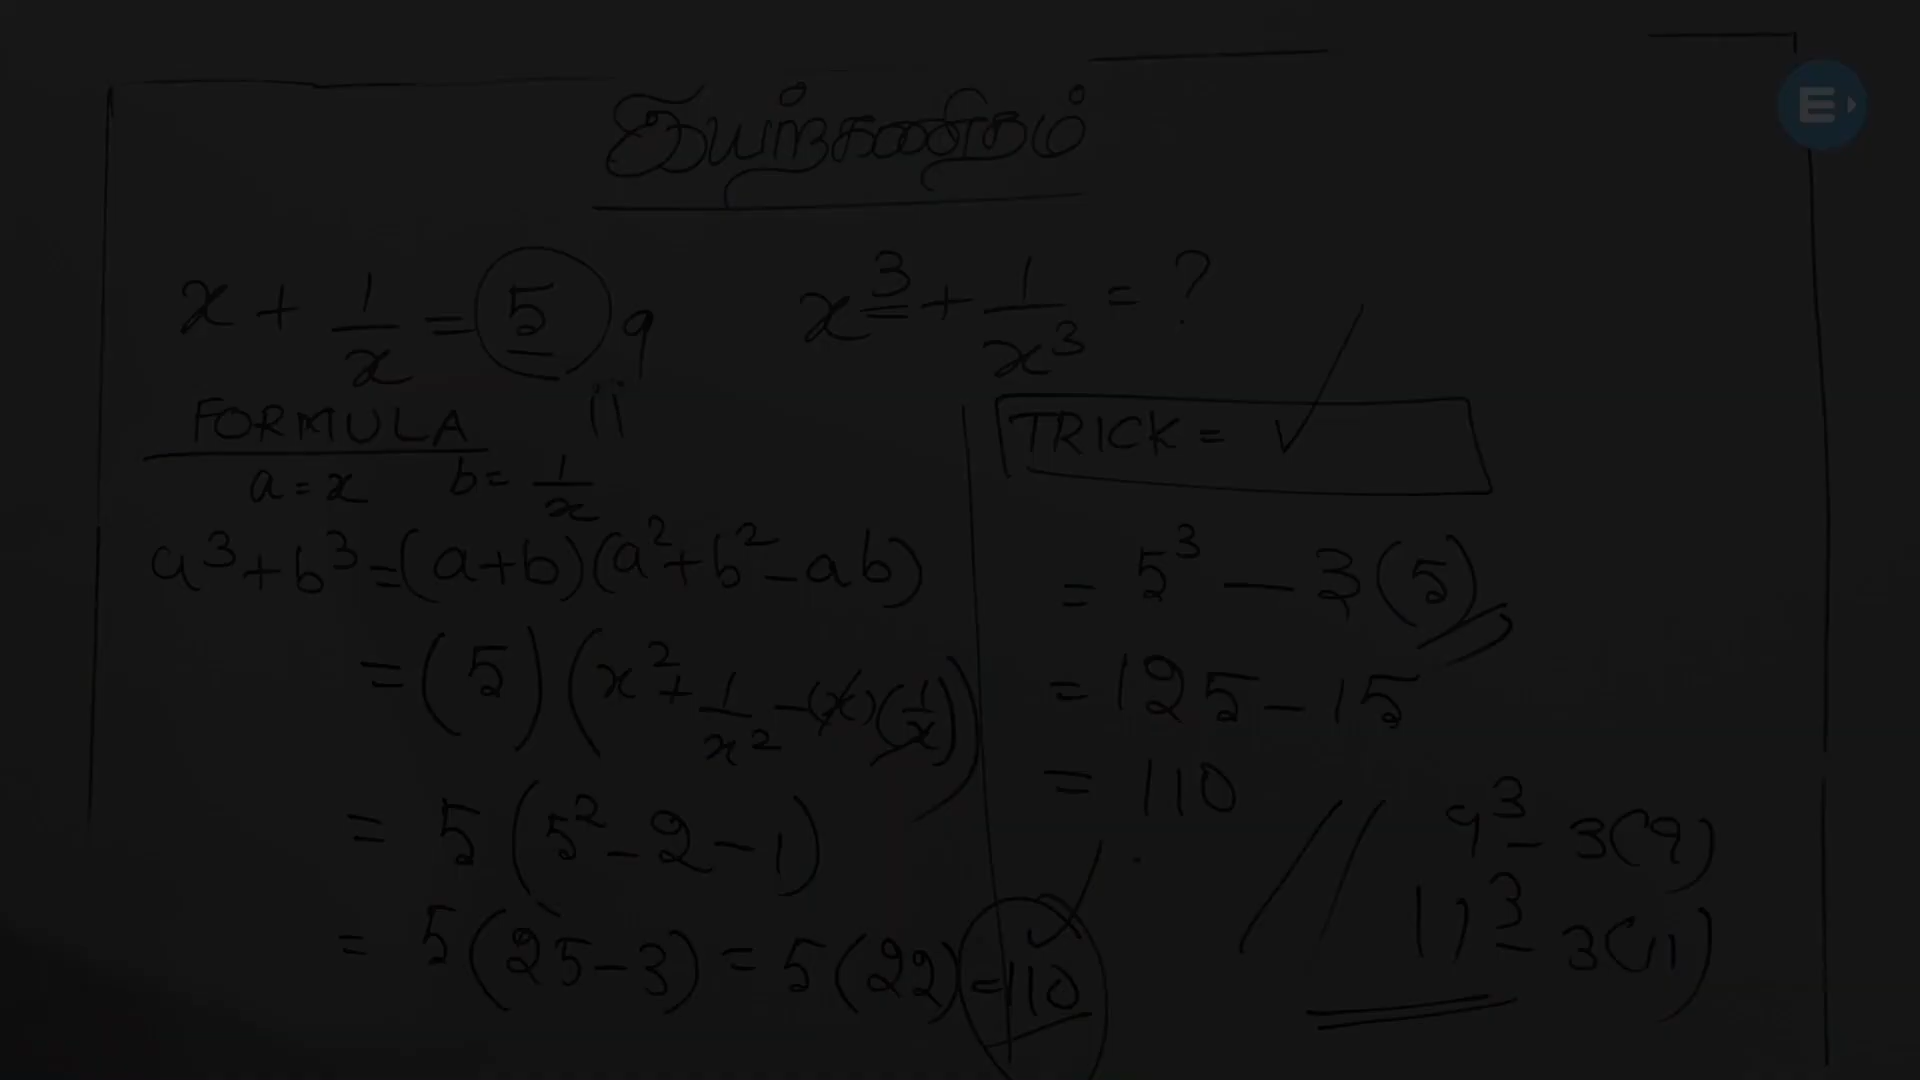 இயற்கணிதம்
x + 1/x = 5, 9, 11
x³ + 1/x³ = ?
FORMULA
a = x b = 1/x
a³ + b³ = (a+b)(a² + b² - ab)
= (5)(x² + 1/x² - (x)(1/x))
= 5(5² - 2 - 1)
= 5(25 - 3) = 5(22) = 110
TRICK = ✓
= 5³ - 3(5)
= 125 - 15
= 110
9³ - 3(9)
11³ - 3(11)
E